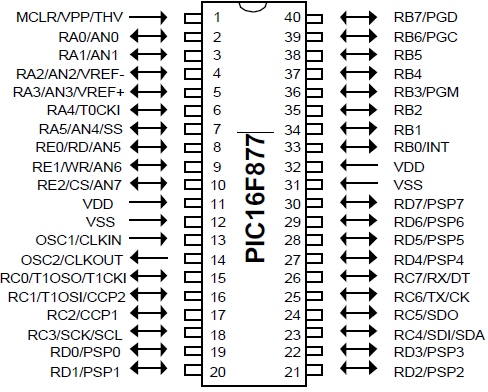 MCLR/VPP/THV 1 40 RB7/PGD
RA0/AN0 2 39 RB6/PGC
RA1/AN1 3 38 RB5
RA2/AN2/VREF- 4 37 RB4
RA3/AN3/VREF+ 5 36 RB3/PGM
RA4/T0CKI 6 35 RB2
RA5/AN4/SS 7 34 RB1
RE0/RD/AN5 8 33 RB0/INT
RE1/WR/AN6 9 32 VDD
RE2/CS/AN7 10 31 VSS
VDD 11 30 RD7/PSP7
VSS 12 29 RD6/PSP6
OSC1/CLKIN 13 28 RD5/PSP5
OSC2/CLKOUT 14 27 RD4/PSP4
RC0/T1OSO/T1CKI 15 26 RC7/RX/DT
RC1/T1OSI/CCP2 16 25 RC6/TX/CK
RC2/CCP1 17 24 RC5/SDO
RC3/SCK/SCL 18 23 RC4/SDI/SDA
RD0/PSP0 19 22 RD3/PSP3
RD1/PSP1 20 21 RD2/PSP2
PIC16F877